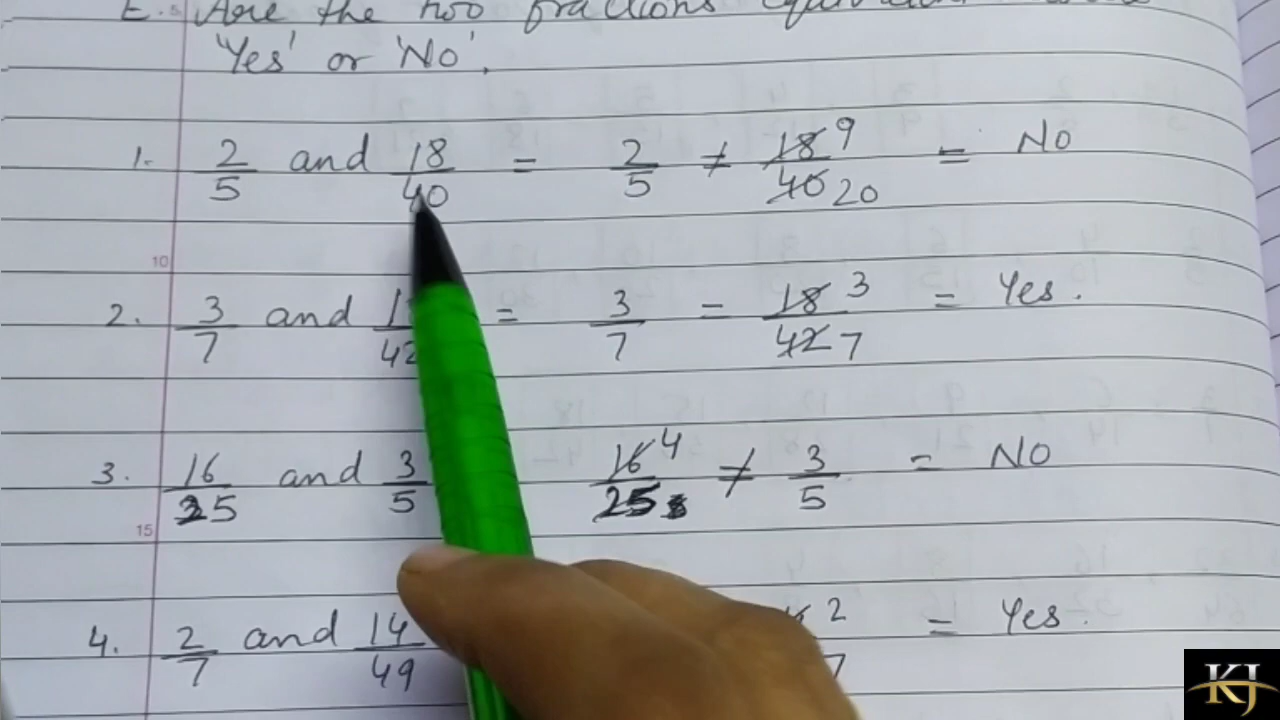 E. Are the two fractions
'Yes' or 'No'.
1. 2/5 and 18/40 = 2/5 ≠ 18/40 9/20 = No
10
2. 3/7 and 42 = 3/7 = 18/42 3/7 = Yes.
3. 16/25 and 3/5 16/25 4 ≠ 3/5 = No
15
4. 2/7 and 14/49 2 7 = Yes.
KJ